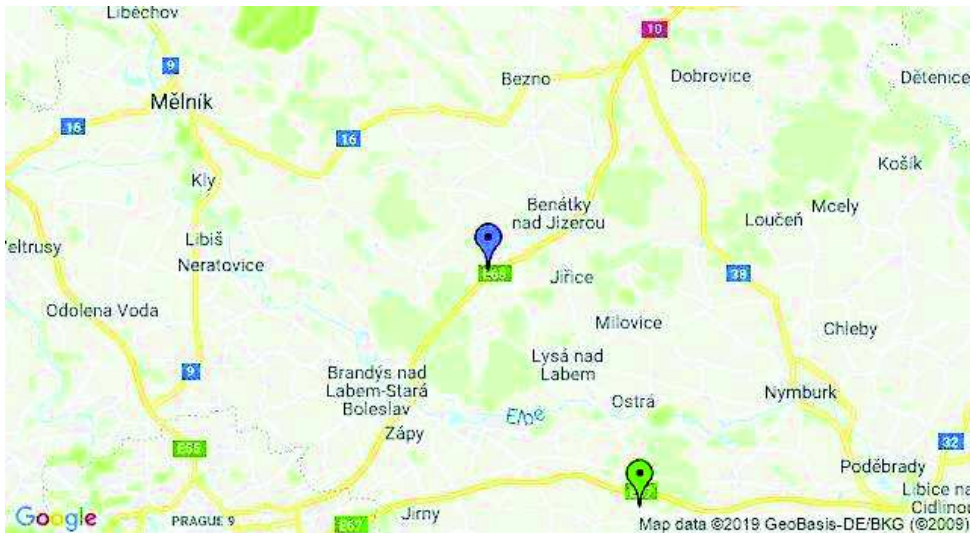 Liběchov
10
9
Bezno
Dobrovice
Dětenice
Mělník
16
16
Košík
Kly
Benátky
nad Jizerou
Mcely
Loučeň
Libiš
Neratovice
Jiřice
38
Odolena Voda
Milovice
Chleby
Lysá nad
Labem
9
Brandýs nad
Labem-Stará
Boleslav
Nymburk
Ostrá
Elbe
Zápy
E55
32
Poděbrady
Libice na
Cidlinou
Google
PRAGUE 9
E67
Jirny
Map data ©2019 GeoBasis-DE/BKG (©2009)